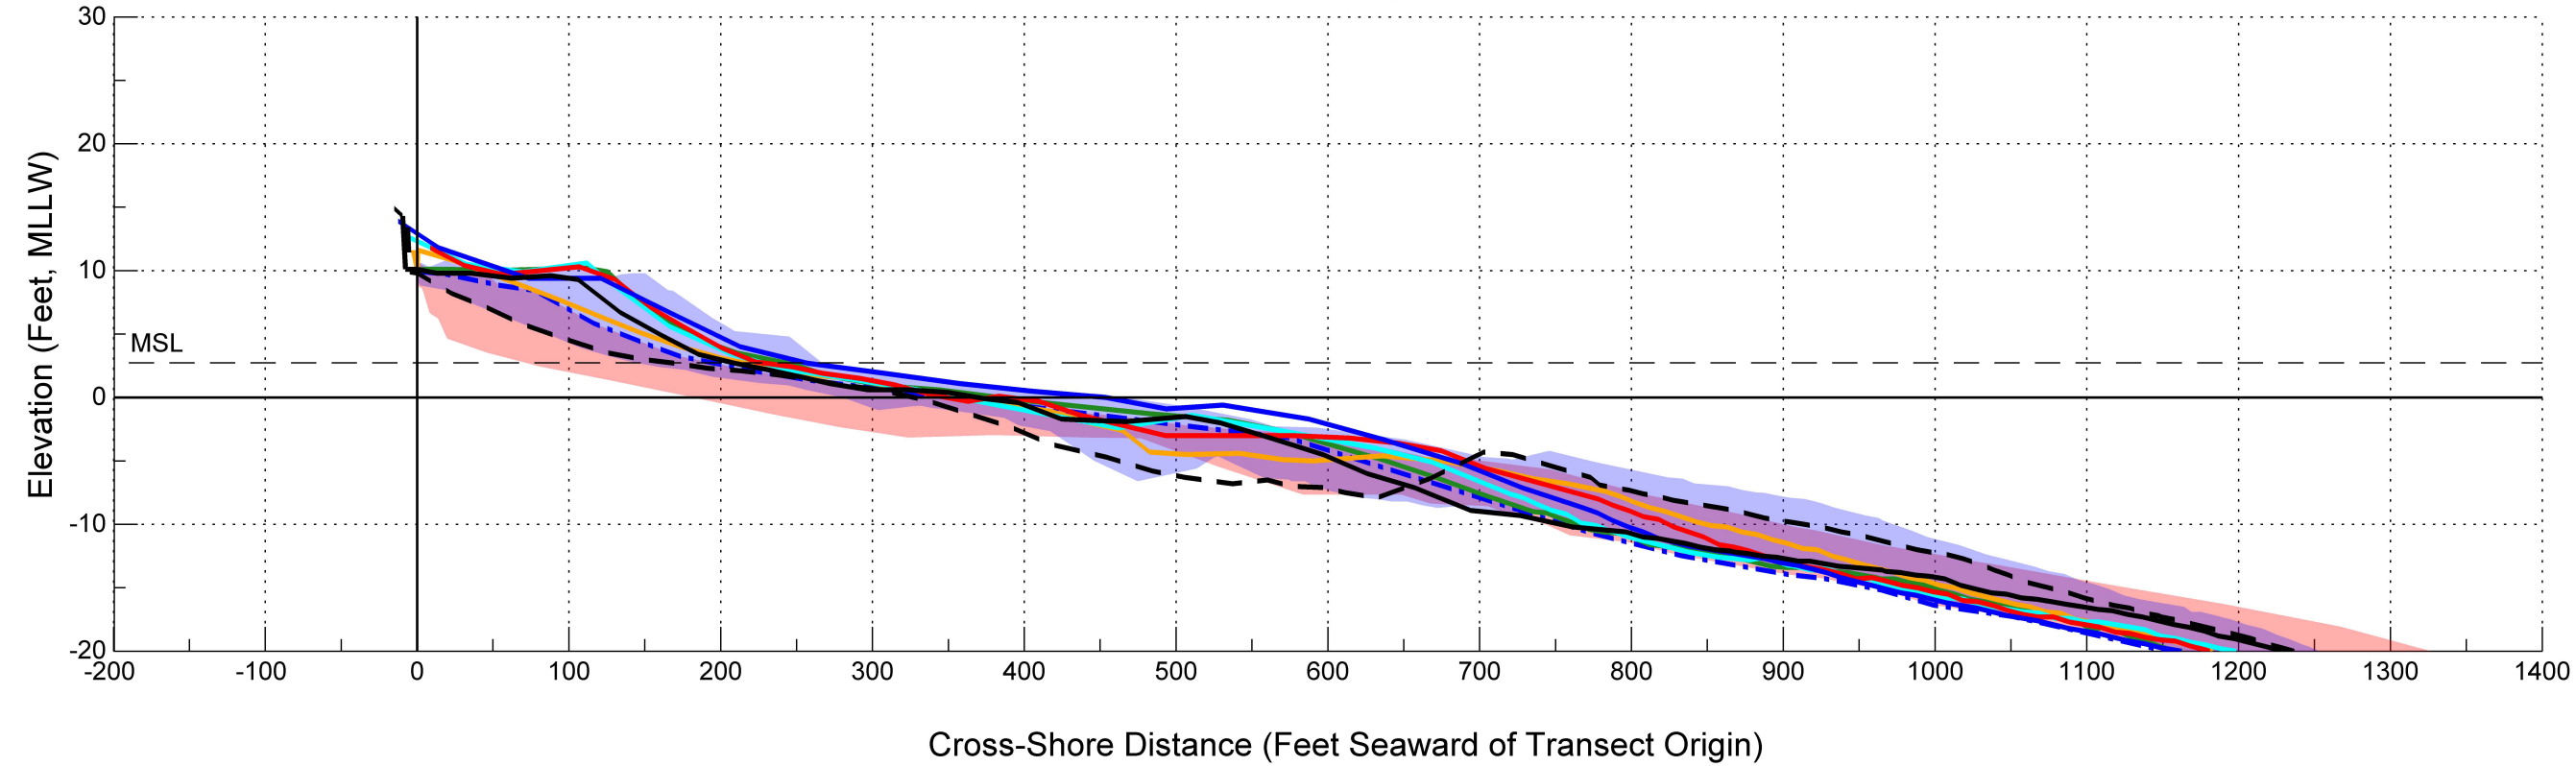 30
20
10
0
-10
-20
Elevation (Feet, MLLW)
MSL
-200 -100 0 100 200 300 400 500 600 700 800 900 1000 1100 1200 1300 1400
Cross-Shore Distance (Feet Seaward of Transect Origin)